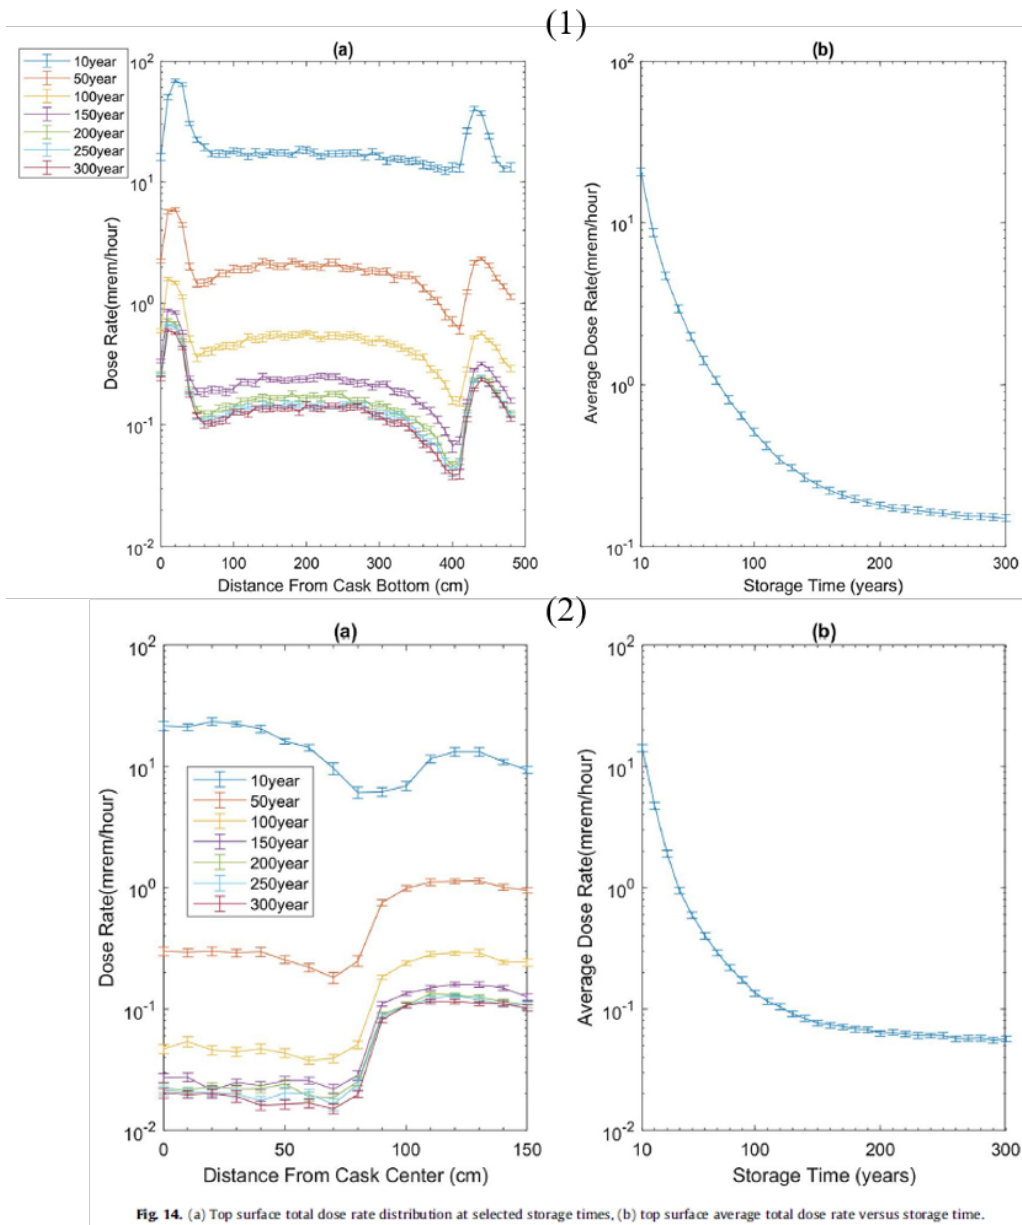 (1)
(a)
10year
50year
100year
150year
200year
250year
300year
10²
10¹
10⁰
10⁻¹
10⁻²
Dose Rate(mrem/hour)
0 100 200 300 400 500
Distance From Cask Bottom (cm)
(b)
10²
10¹
10⁰
10⁻¹
Average Dose Rate(mrem/hour)
10 100 200 300
Storage Time (years)
(2)
(a)
10²
10¹
10⁰
10⁻¹
10⁻²
Dose Rate(mrem/hour)
10year
50year
100year
150year
200year
250year
300year
0 50 100 150
Distance From Cask Center (cm)
(b)
10²
10¹
10⁰
10⁻¹
10⁻²
Average Dose Rate(mrem/hour)
10 100 200 300
Storage Time (years)
Fig. 14. (a) Top surface total dose rate distribution at selected storage times, (b) top surface average total dose rate versus storage time.